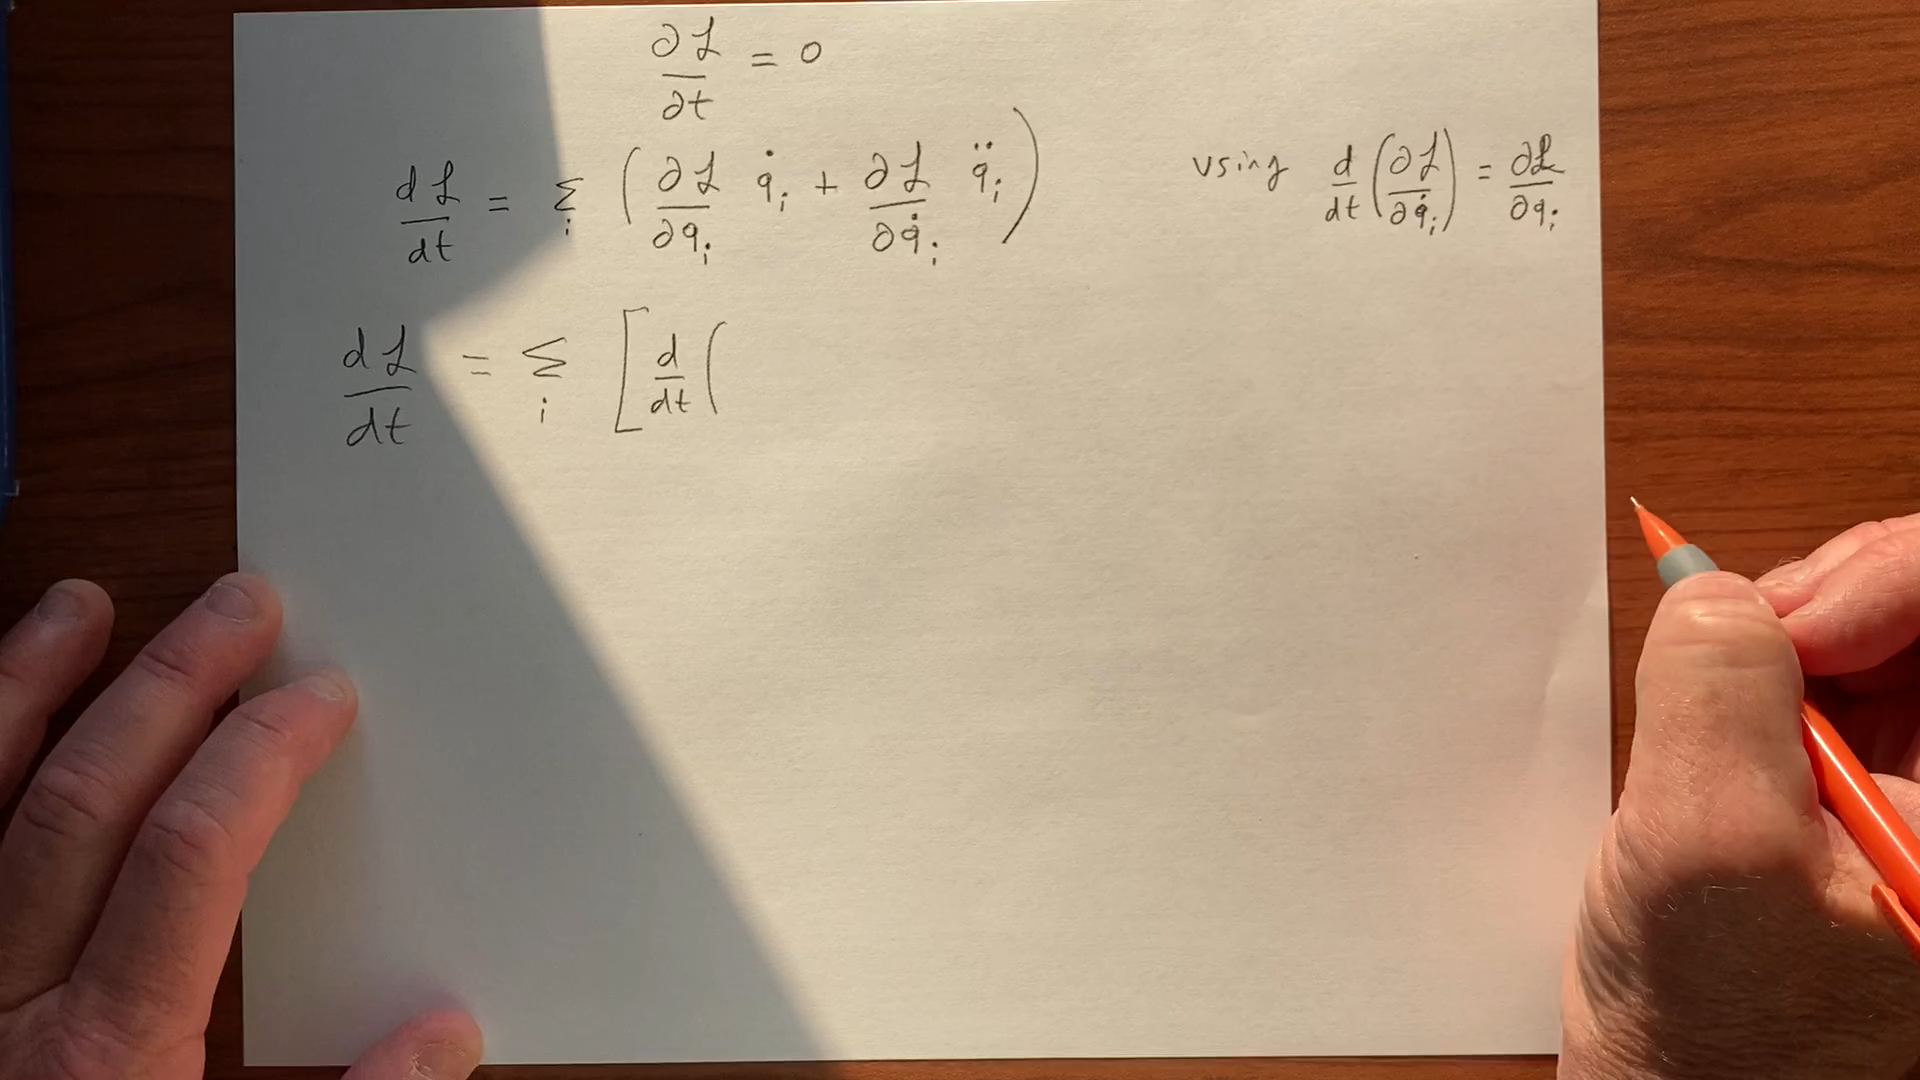 ∂ℒ/∂t = 0
dℒ/dt = Σ_i (∂ℒ/∂q_i q̇_i + ∂ℒ/∂q̇_i q̈_i)
using d/dt (∂ℒ/∂q̇_i) = ∂ℒ/∂q_i
dℒ/dt = Σ_i [d/dt (